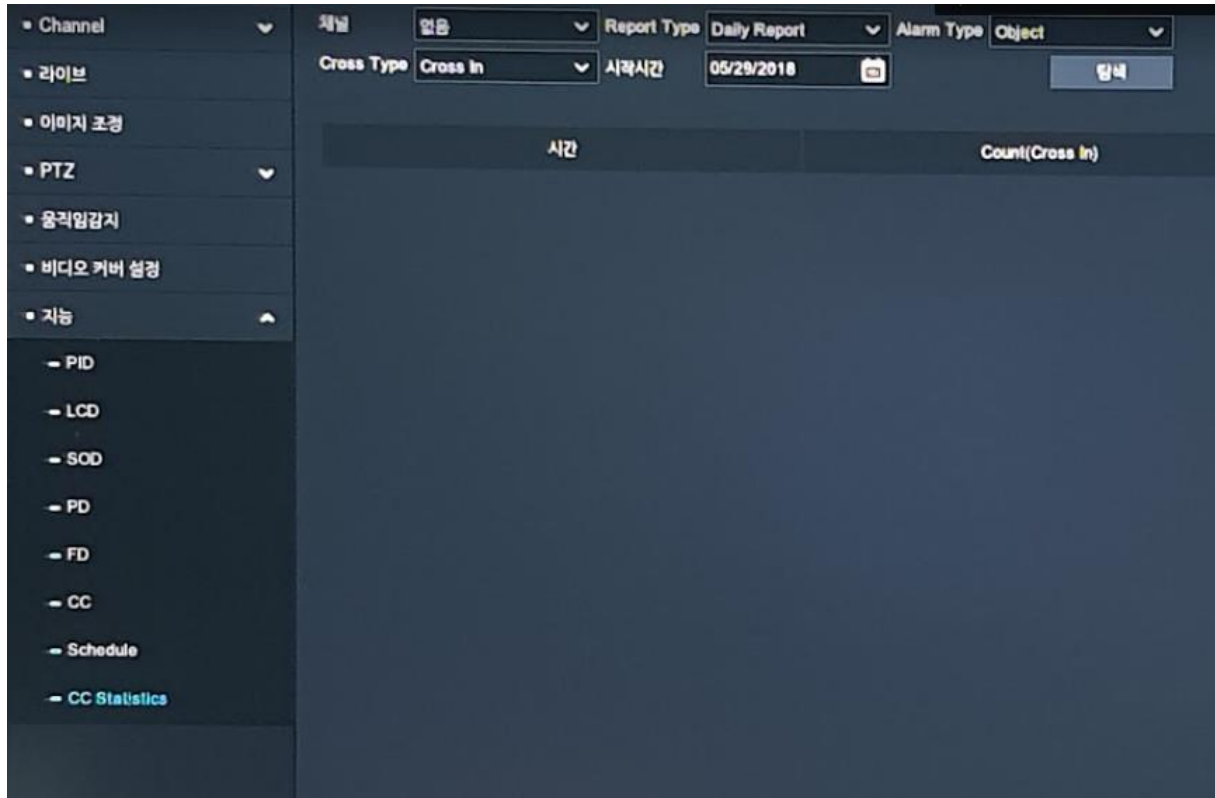 Channel
라이브
이미지 조정
PTZ
움직임감지
비디오 커버 설정
지능
PID
LCD
SOD
PD
FD
CC
Schedule
CC Statistics
채널 없음 Report Type Daily Report Alarm Type Object
Cross Type Cross In 시작시간 05/29/2018 탐색
시간 Count(Cross In)